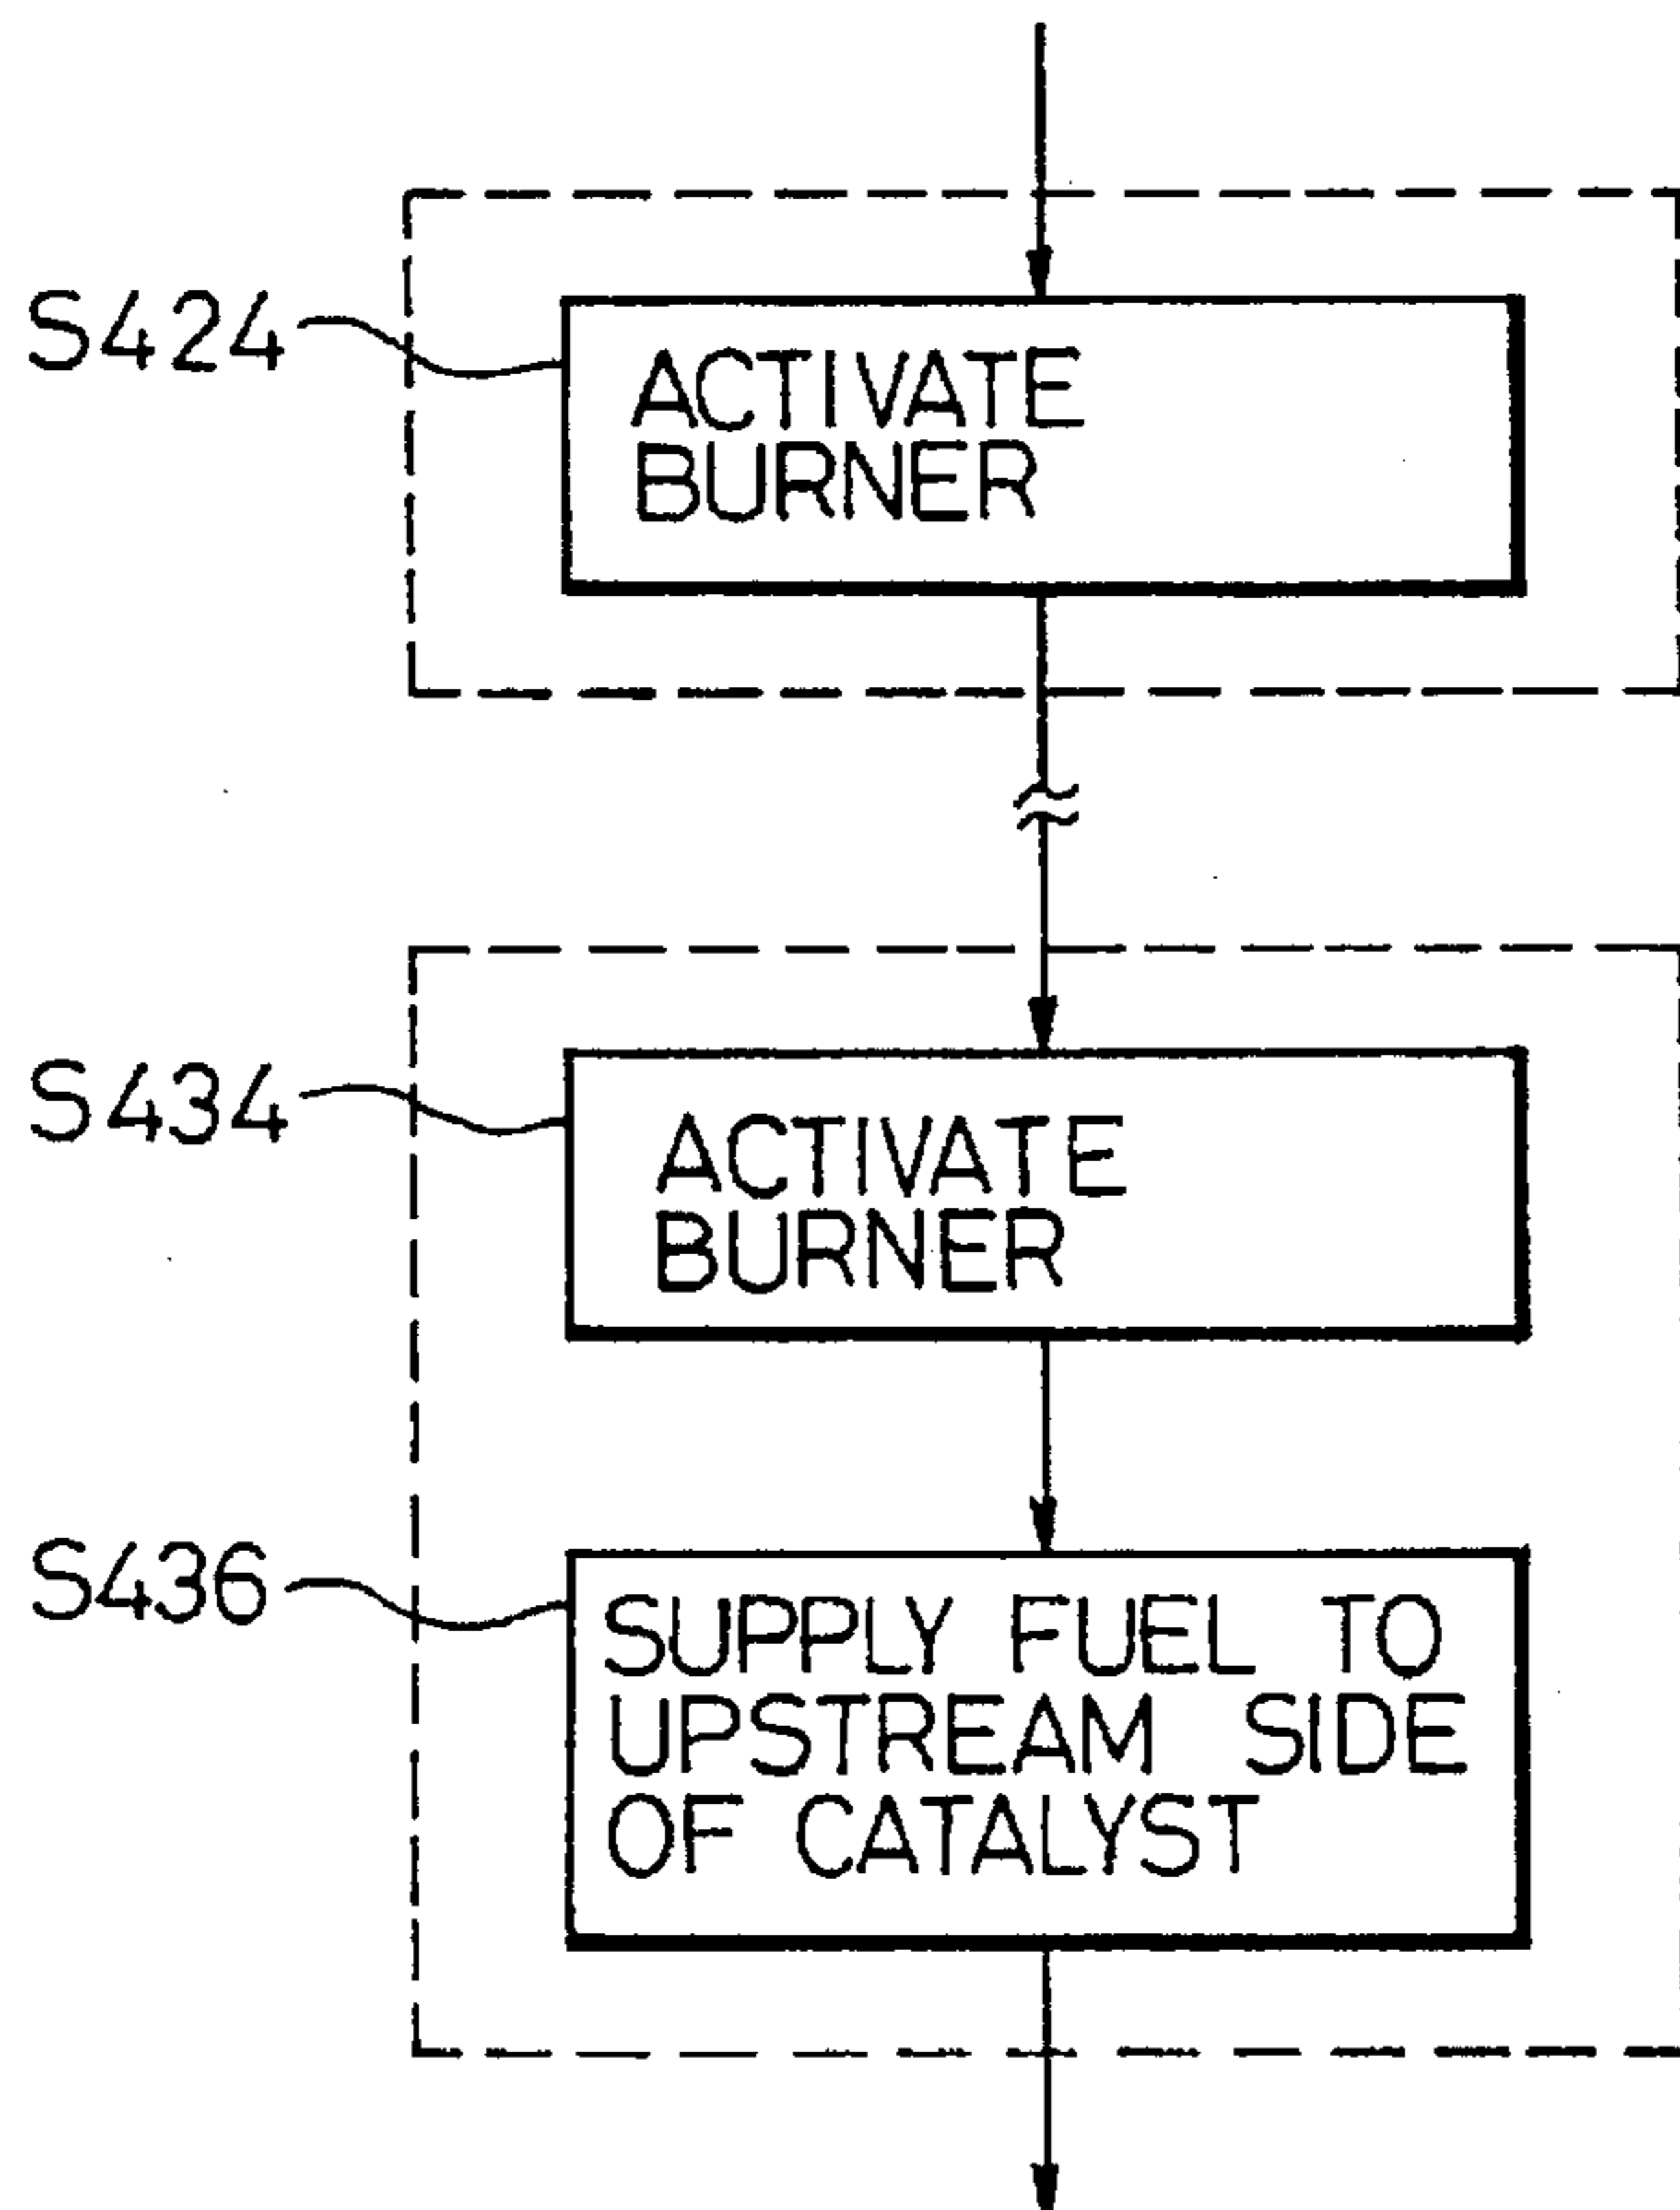 S424
ACTIVATE
BURNER
S434
ACTIVATE
BURNER
S436
SUPPLY FUEL TO
UPSTREAM SIDE
OF CATALYST